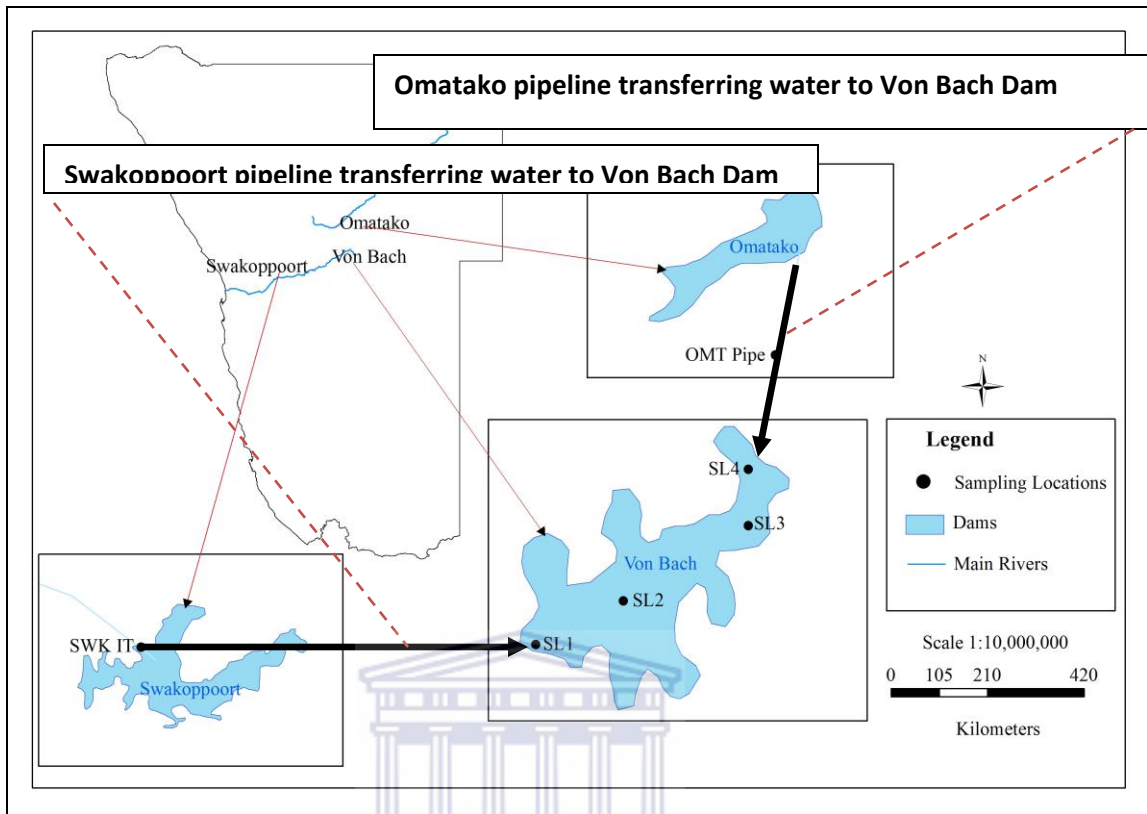 Omatako pipeline transferring water to Von Bach Dam
Swakoppoort pipeline transferring water to Von Bach Dam
Omatako
Von Bach
Swakoppoort
Omatako
OMT Pipe
N
SL4
SL3
Von Bach
SL2
SL1
SWK IT
Swakoppoort
Legend
Sampling Locations
Dams
Main Rivers
Scale 1:10,000,000
0 105 210 420
Kilometers